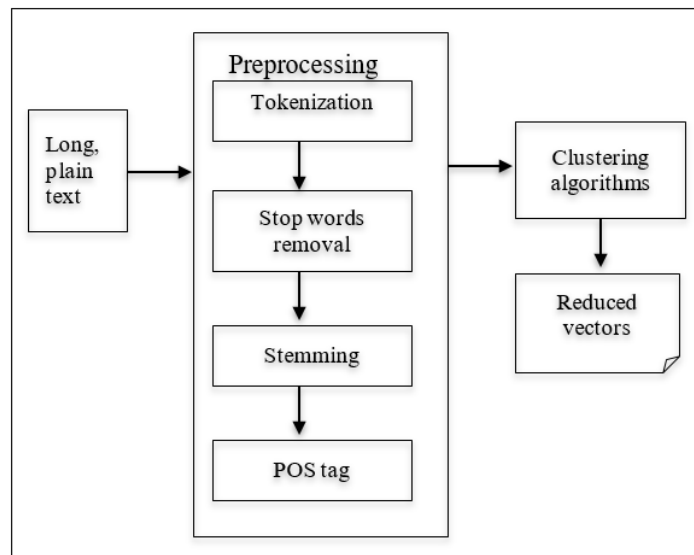 Long,
plain
text
Preprocessing
Tokenization
Stop words
removal
Stemming
POS tag
Clustering
algorithms
Reduced
vectors